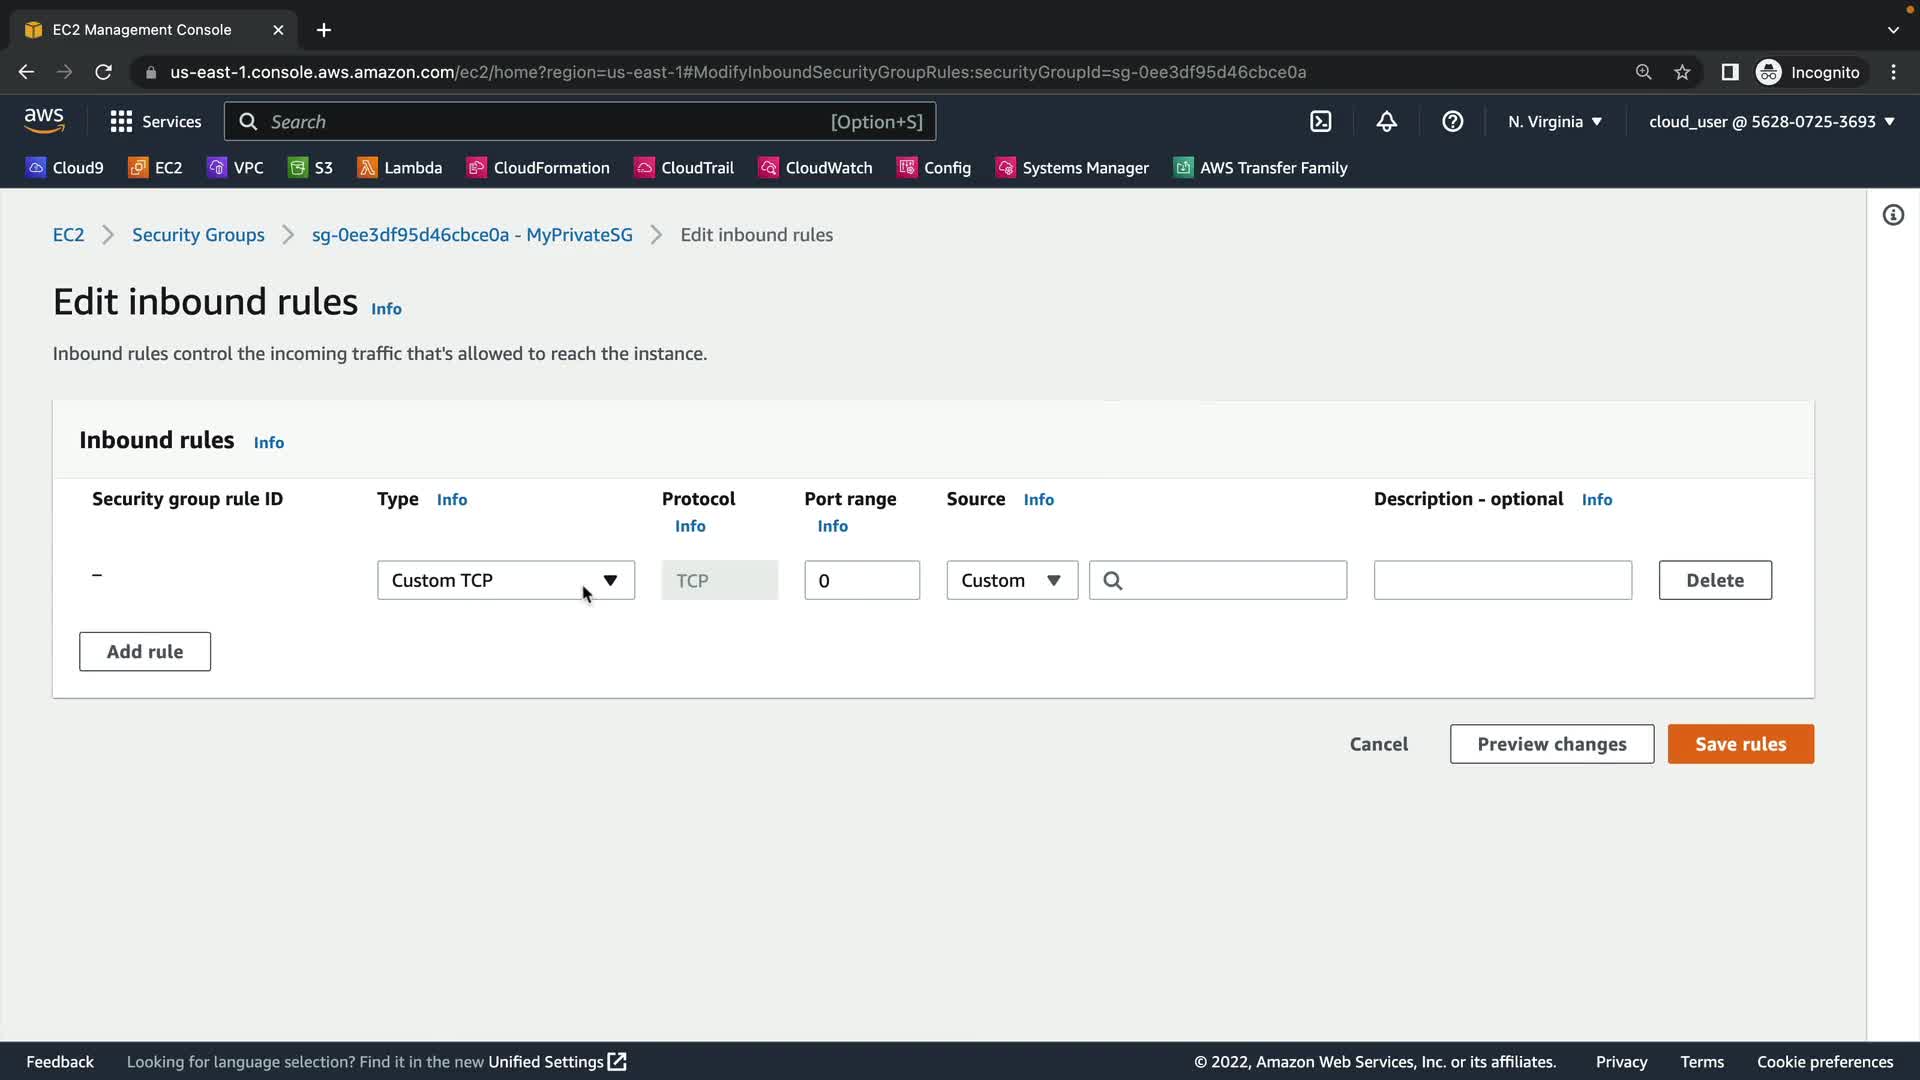 EC2 Management Console
us-east-1.console.aws.amazon.com/ec2/home?region=us-east-1#ModifyInboundSecurityGroupRules:securityGroupId=sg-0ee3df95d46cbce0a
Incognito
aws
Services
Search
[Option+S]
N. Virginia
cloud_user @ 5628-0725-3693
Cloud9
EC2
VPC
S3
Lambda
CloudFormation
CloudTrail
CloudWatch
Config
Systems Manager
AWS Transfer Family
EC2
Security Groups
sg-0ee3df95d46cbce0a - MyPrivateSG
Edit inbound rules
Edit inbound rules Info
Inbound rules control the incoming traffic that's allowed to reach the instance.
Inbound rules Info
Security group rule ID
Type Info
Protocol
Info
Port range
Info
Source Info
Description - optional Info
–
Custom TCP
TCP
0
Custom
Delete
Add rule
Cancel
Preview changes
Save rules
Feedback
Looking for language selection? Find it in the new Unified Settings
© 2022, Amazon Web Services, Inc. or its affiliates.
Privacy
Terms
Cookie preferences